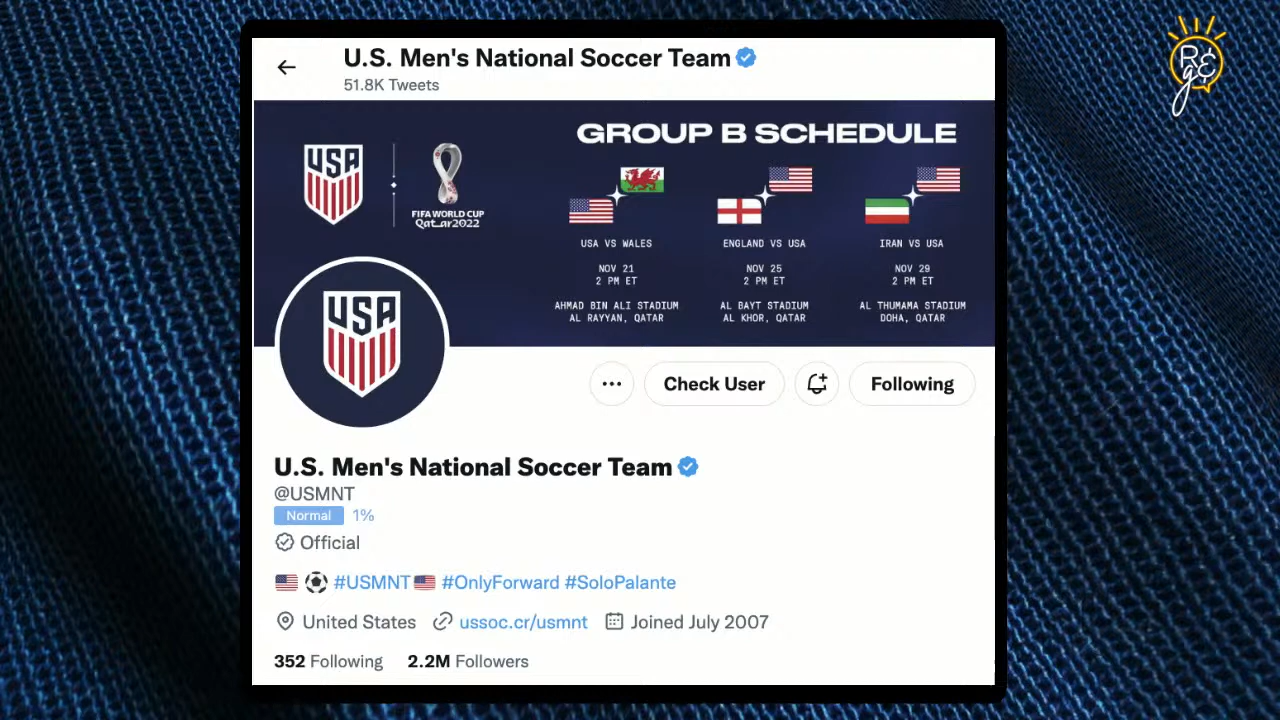 U.S. Men's National Soccer Team
51.8K Tweets
GROUP B SCHEDULE
USA
FIFA WORLD CUP
Qatar2022
USA VS WALES
NOV 21
2 PM ET
AHMAD BIN ALI STADIUM
AL RAYYAN, QATAR
ENGLAND VS USA
NOV 25
2 PM ET
AL BAYT STADIUM
AL KHOR, QATAR
IRAN VS USA
NOV 29
2 PM ET
AL THUMAMA STADIUM
DOHA, QATAR
USA
Check User
Following
U.S. Men's National Soccer Team
@USMNT
Normal 1%
Official
#USMNT #OnlyForward #SoloPalante
United States ussoc.cr/usmnt Joined July 2007
352 Following 2.2M Followers